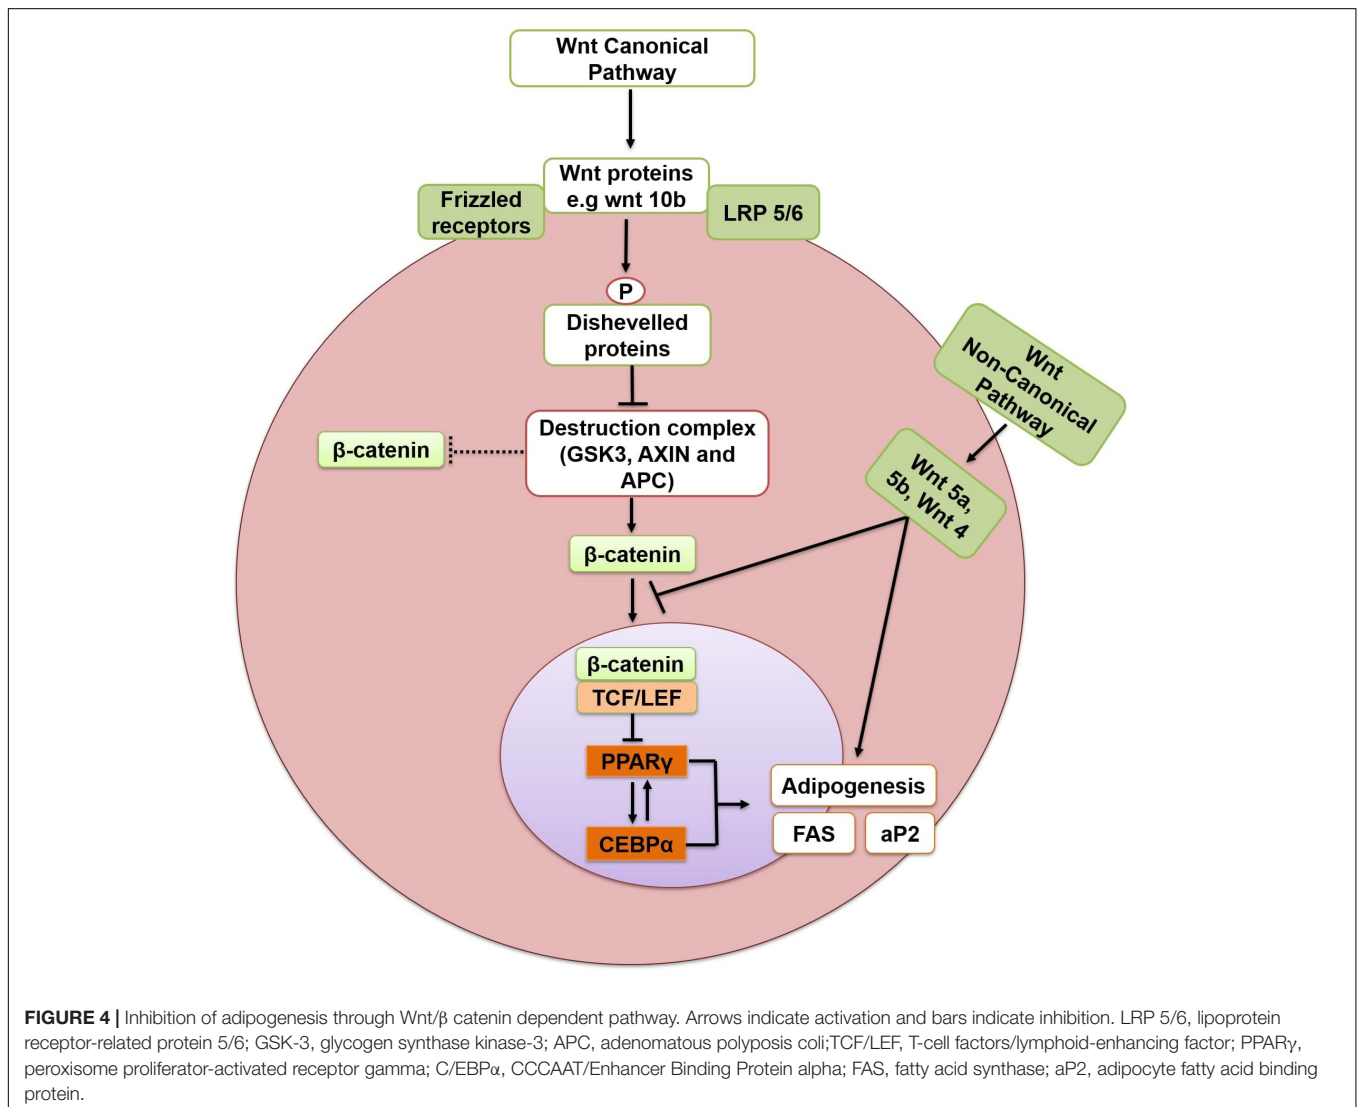 Wnt Canonical
Pathway
Wnt proteins
e.g wnt 10b
Frizzled
receptors
LRP 5/6
P
Dishevelled
proteins
Wnt
Non-Canonical
Pathway
Destruction complex
(GSK3, AXIN and
APC)
β-catenin
Wnt 5a,
5b, Wnt 4
β-catenin
β-catenin
TCF/LEF
PPARγ
CEBPα
Adipogenesis
FAS
aP2
FIGURE 4 | Inhibition of adipogenesis through Wnt/β catenin dependent pathway. Arrows indicate activation and bars indicate inhibition. LRP 5/6, lipoprotein
receptor-related protein 5/6; GSK-3, glycogen synthase kinase-3; APC, adenomatous polyposis coli;TCF/LEF, T-cell factors/lymphoid-enhancing factor; PPARγ,
peroxisome proliferator-activated receptor gamma; C/EBPα, CCCAAT/Enhancer Binding Protein alpha; FAS, fatty acid synthase; aP2, adipocyte fatty acid binding
protein.